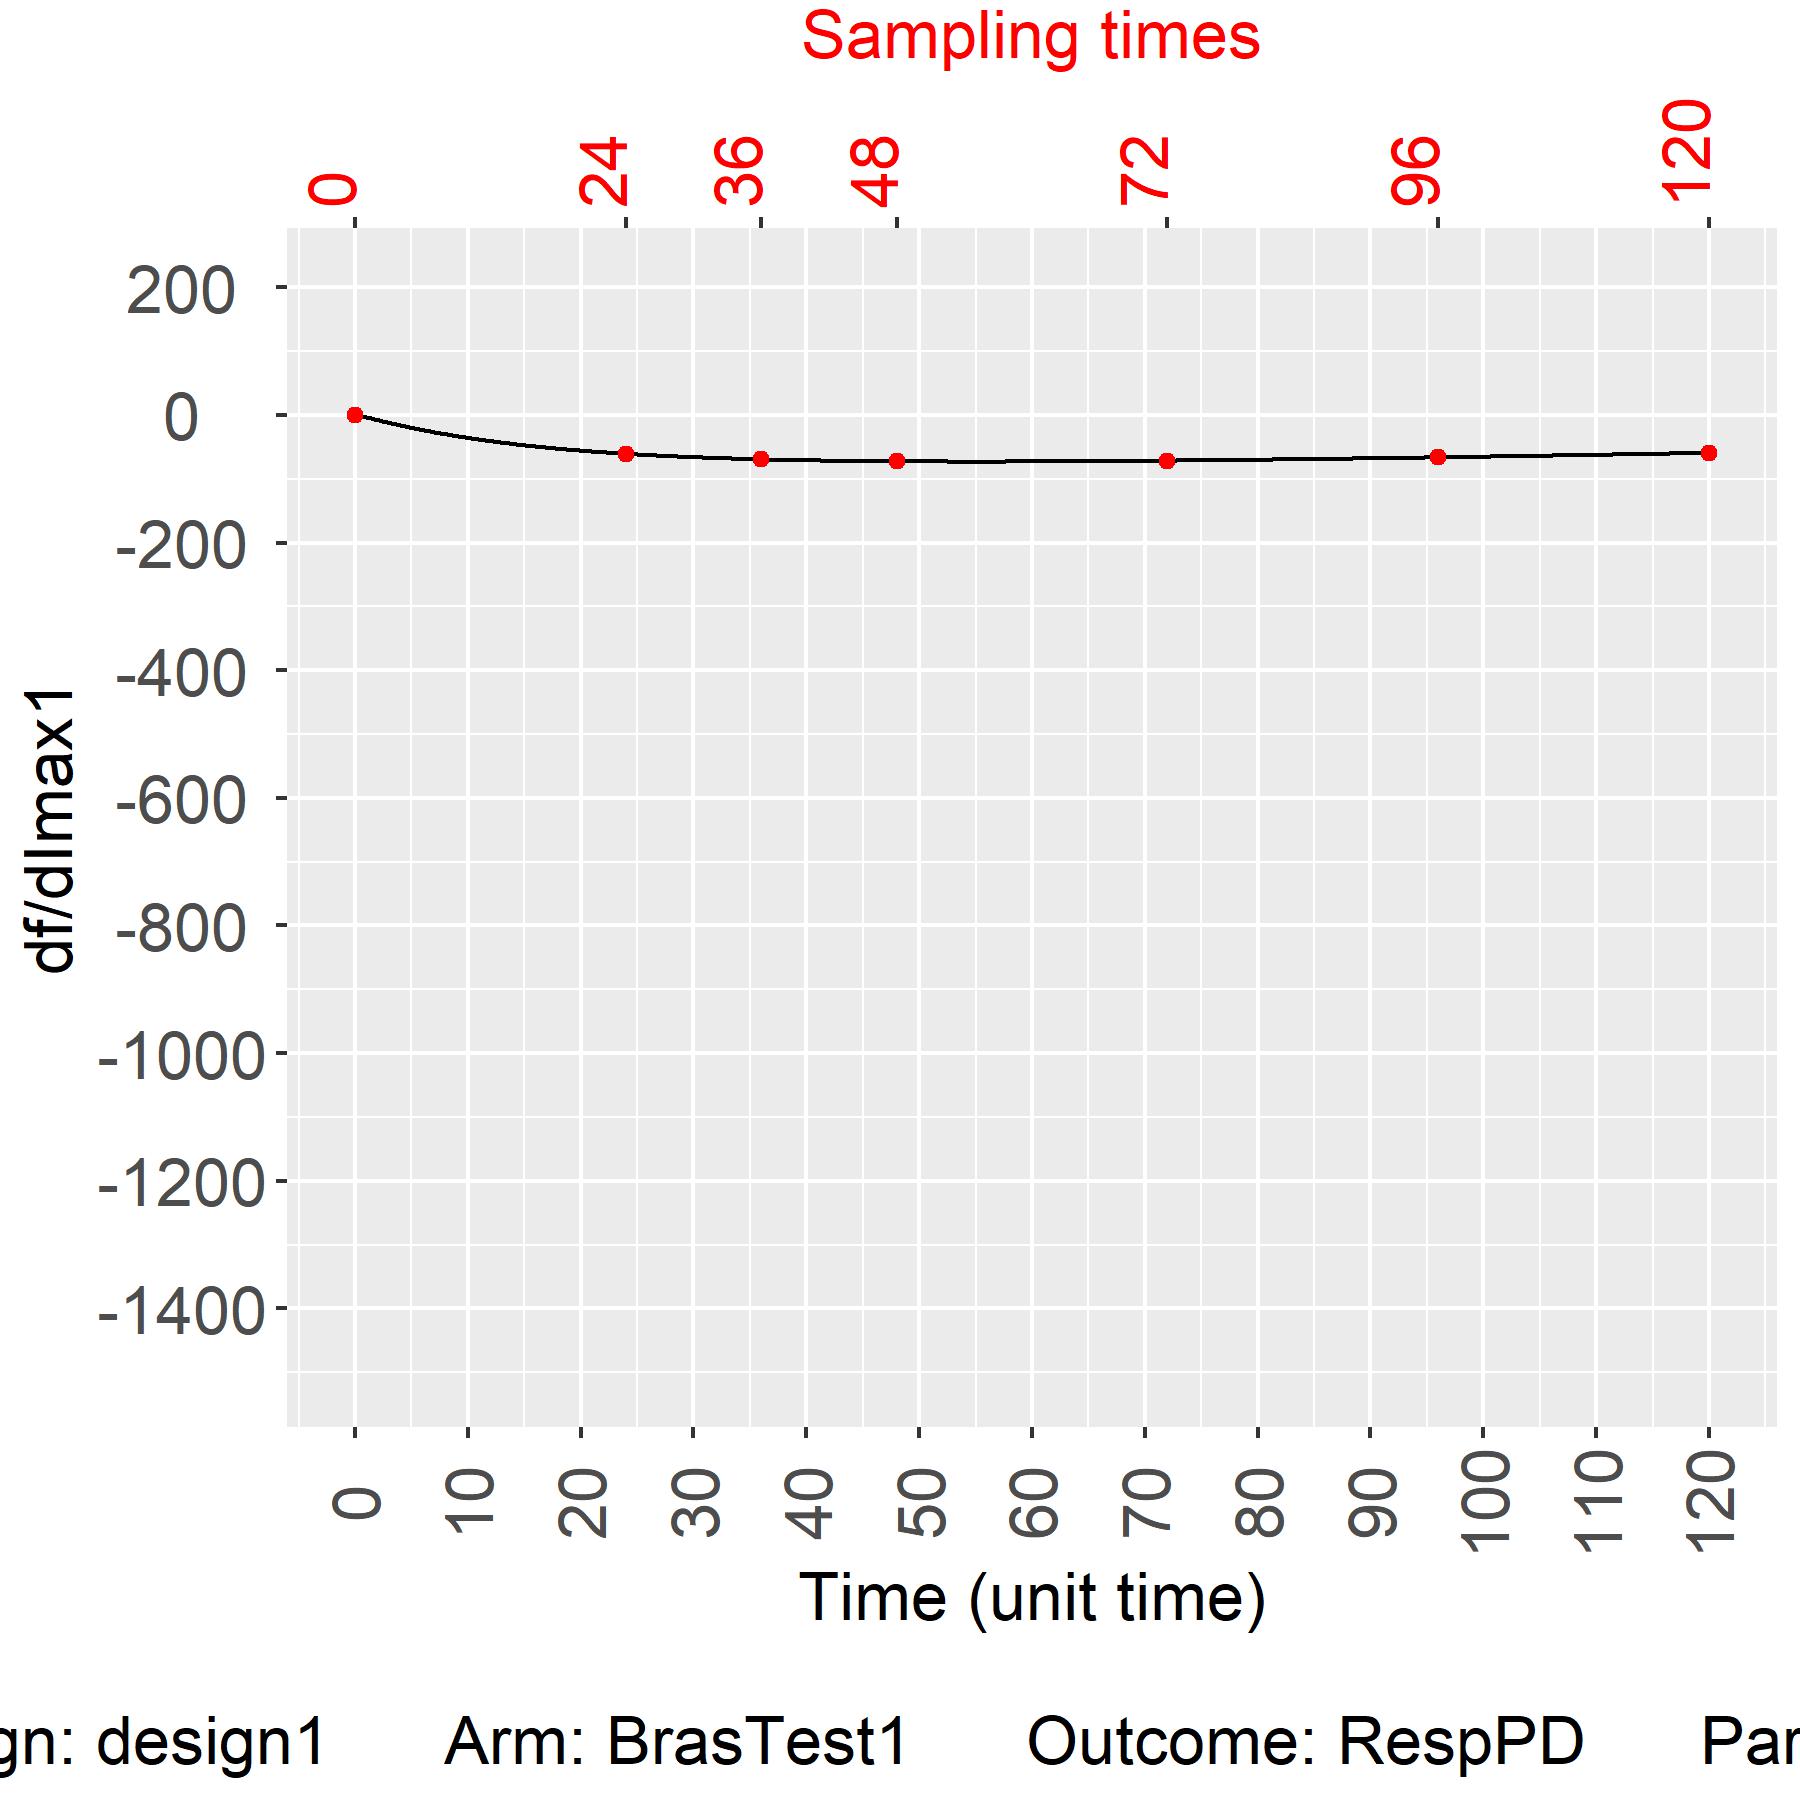 Sampling times
0 24 36 48 72 96 120
200
0
-200
-400
-600
-800
-1000
-1200
-1400
df/dImax1
0 10 20 30 40 50 60 70 80 90 100 110 120
Time (unit time)
gn: design1 Arm: BrasTest1 Outcome: RespPD Par